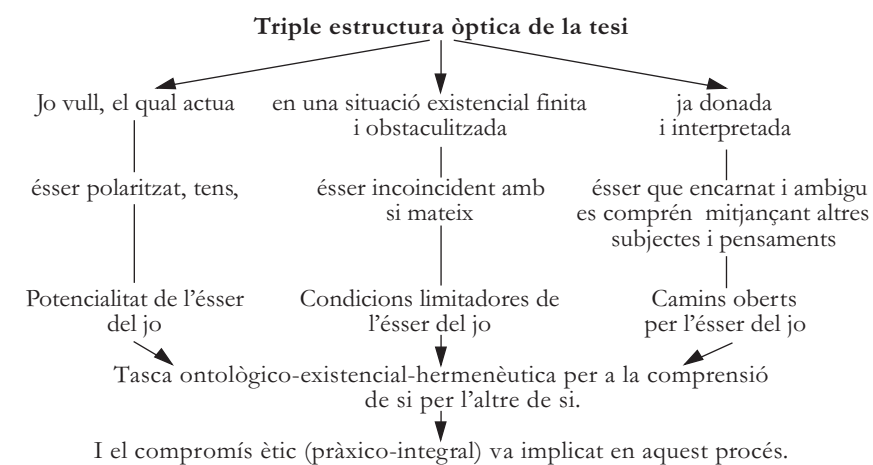 Triple estructura òptica de la tesi
Jo vull, el qual actua
en una situació existencial finita
i obstaculitzada
ja donada
i interpretada
ésser polaritzat, tens,
ésser incoincident amb
si mateix
ésser que encarnat i ambigu
es comprén mitjançant altres
subjectes i pensaments
Potencialitat de l’ésser
del jo
Condicions limitadores de
l’ésser del jo
Camins oberts
per l’ésser del jo
Tasca ontològico-existencial-hermenèutica per a la comprensió
de si per l’altre de si.
I el compromís ètic (pràxico-integral) va implicat en aquest procés.